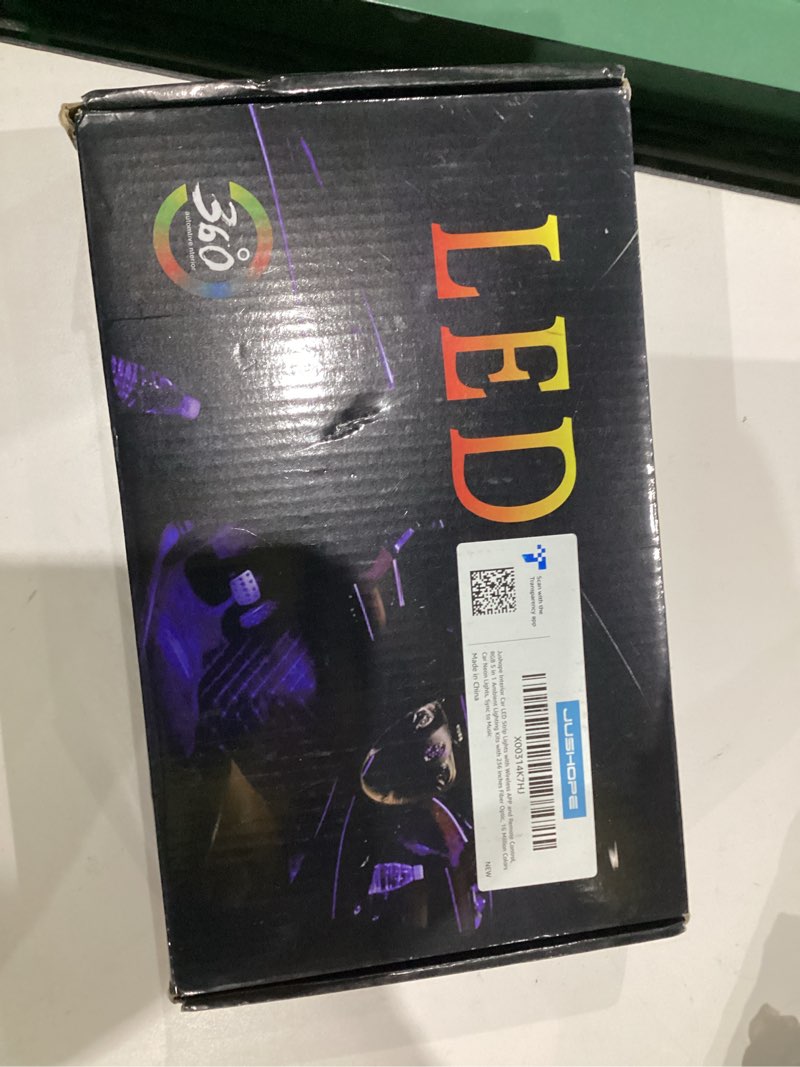 360
automotive interior
LED
Scan with the
Transparency app
JUSHOPE
X00314K7HJ
Jushope Interior Car LED Strip Lights with Wireless APP and Remote Control,
RGB 5 in 1 Ambient Lighting Kits with 236 Inches Fiber Optic, 16 Million Colors
Car Neon Lights, Sync to Music
NEW
Made in China